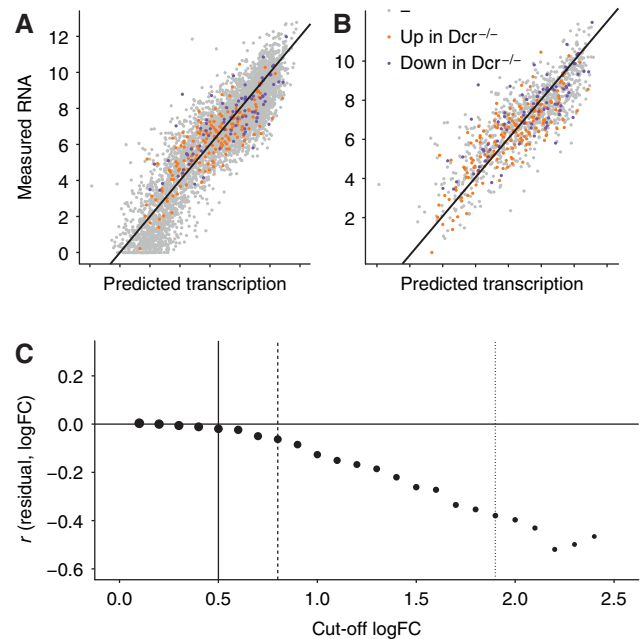 A
B
Up in Dcr−/−
Down in Dcr−/−
Measured RNA
12
10
8
6
4
2
0
Predicted transcription
10
8
6
4
2
Predicted transcription
C
r (residual, logFC)
0.2
0.0
−0.2
−0.4
−0.6
0.0 0.5 1.0 1.5 2.0 2.5
Cut-off logFC